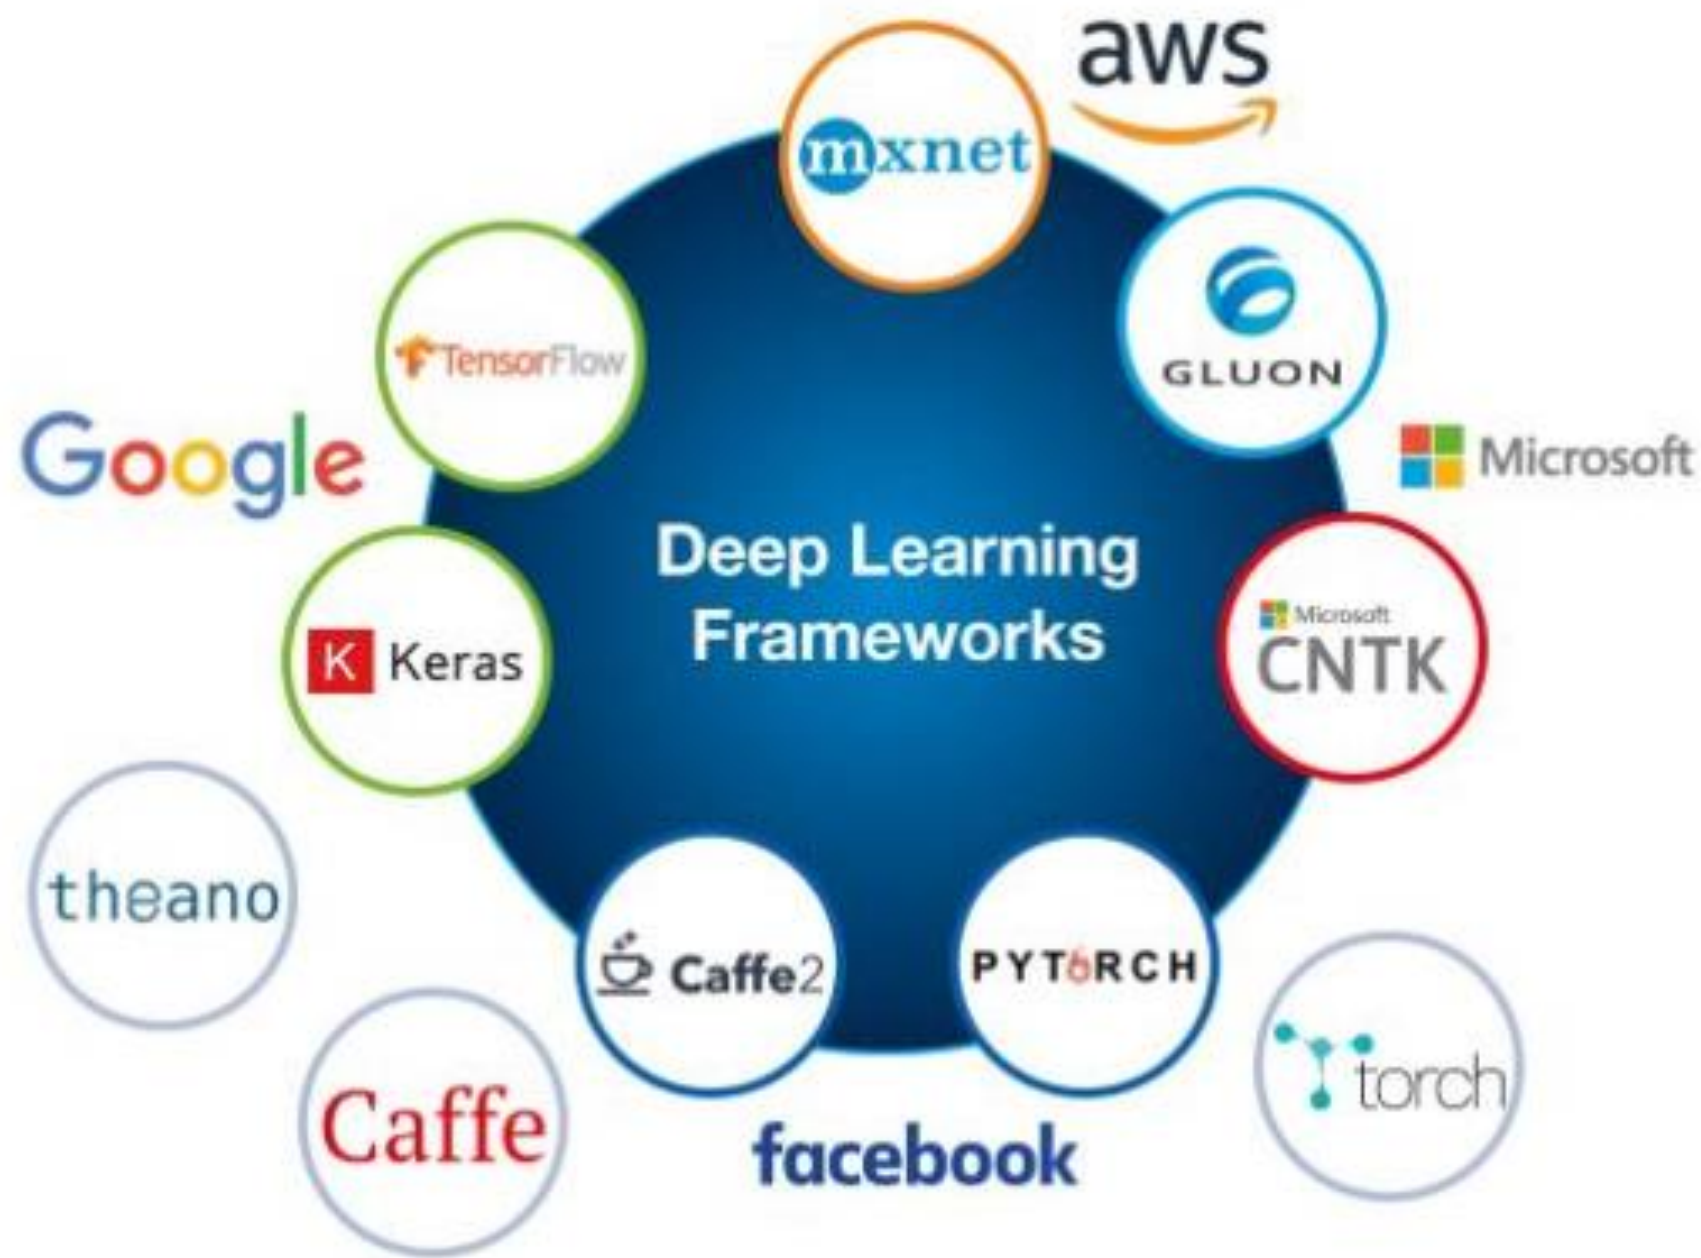 aws
mxnet
GLUON
TensorFlow
Google
Microsoft
Deep Learning
Frameworks
Microsoft
CNTK
K Keras
theano
Caffe2
PYTORCH
torch
Caffe
facebook